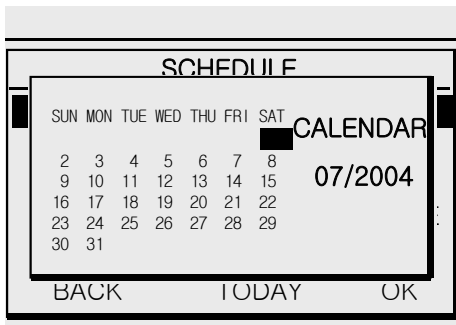 SCHEDULE
SUN MON TUE WED THU FRI SAT
CALENDAR
2 3 4 5 6 7 8
07/2004
9 10 11 12 13 14 15
16 17 18 19 20 21 22
23 24 25 26 27 28 29
30 31
BACK TODAY OK